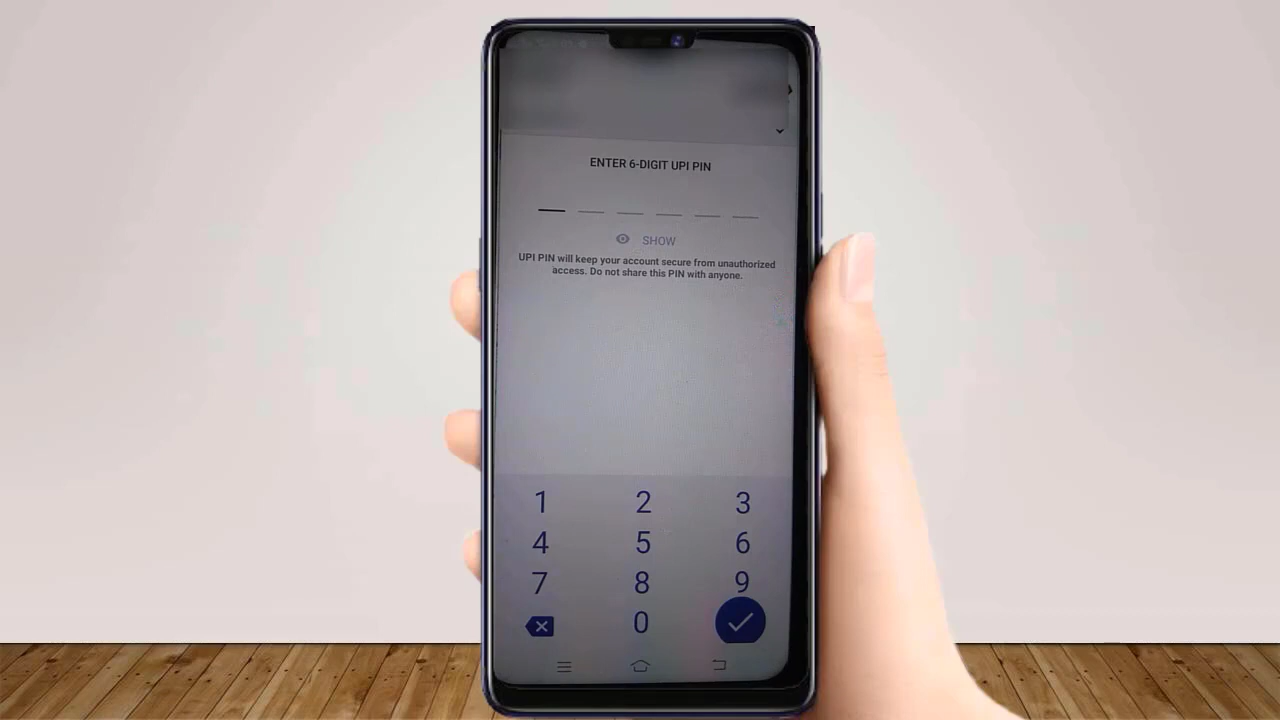 ENTER 6-DIGIT UPI PIN
SHOW
UPI PIN will keep your account secure from unauthorized
access. Do not share this PIN with anyone.
1 2 3
4 5 6
7 8 9
0